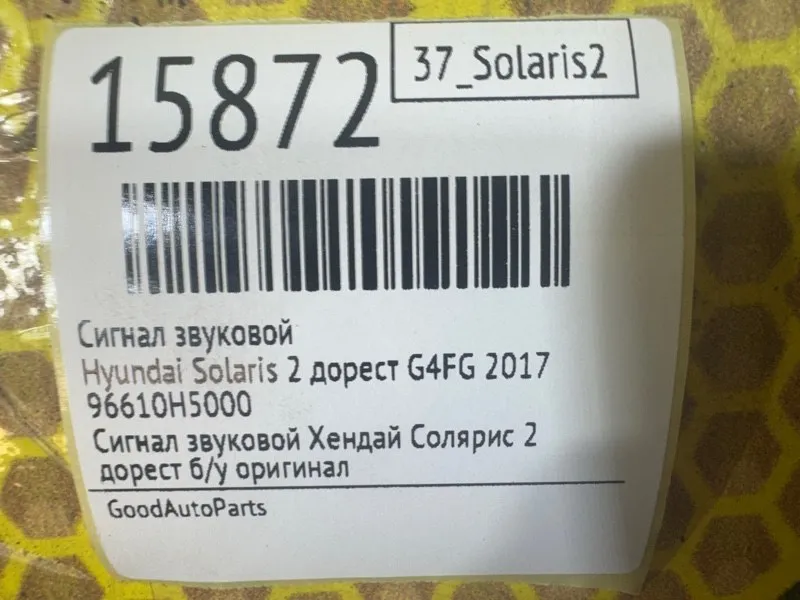 15872
37_Solaris2
Сигнал звуковой
Hyundai Solaris 2 дорест G4FG 2017
96610H5000
Сигнал звуковой Хендай Солярис 2
дорест б/у оригинал
GoodAutoParts